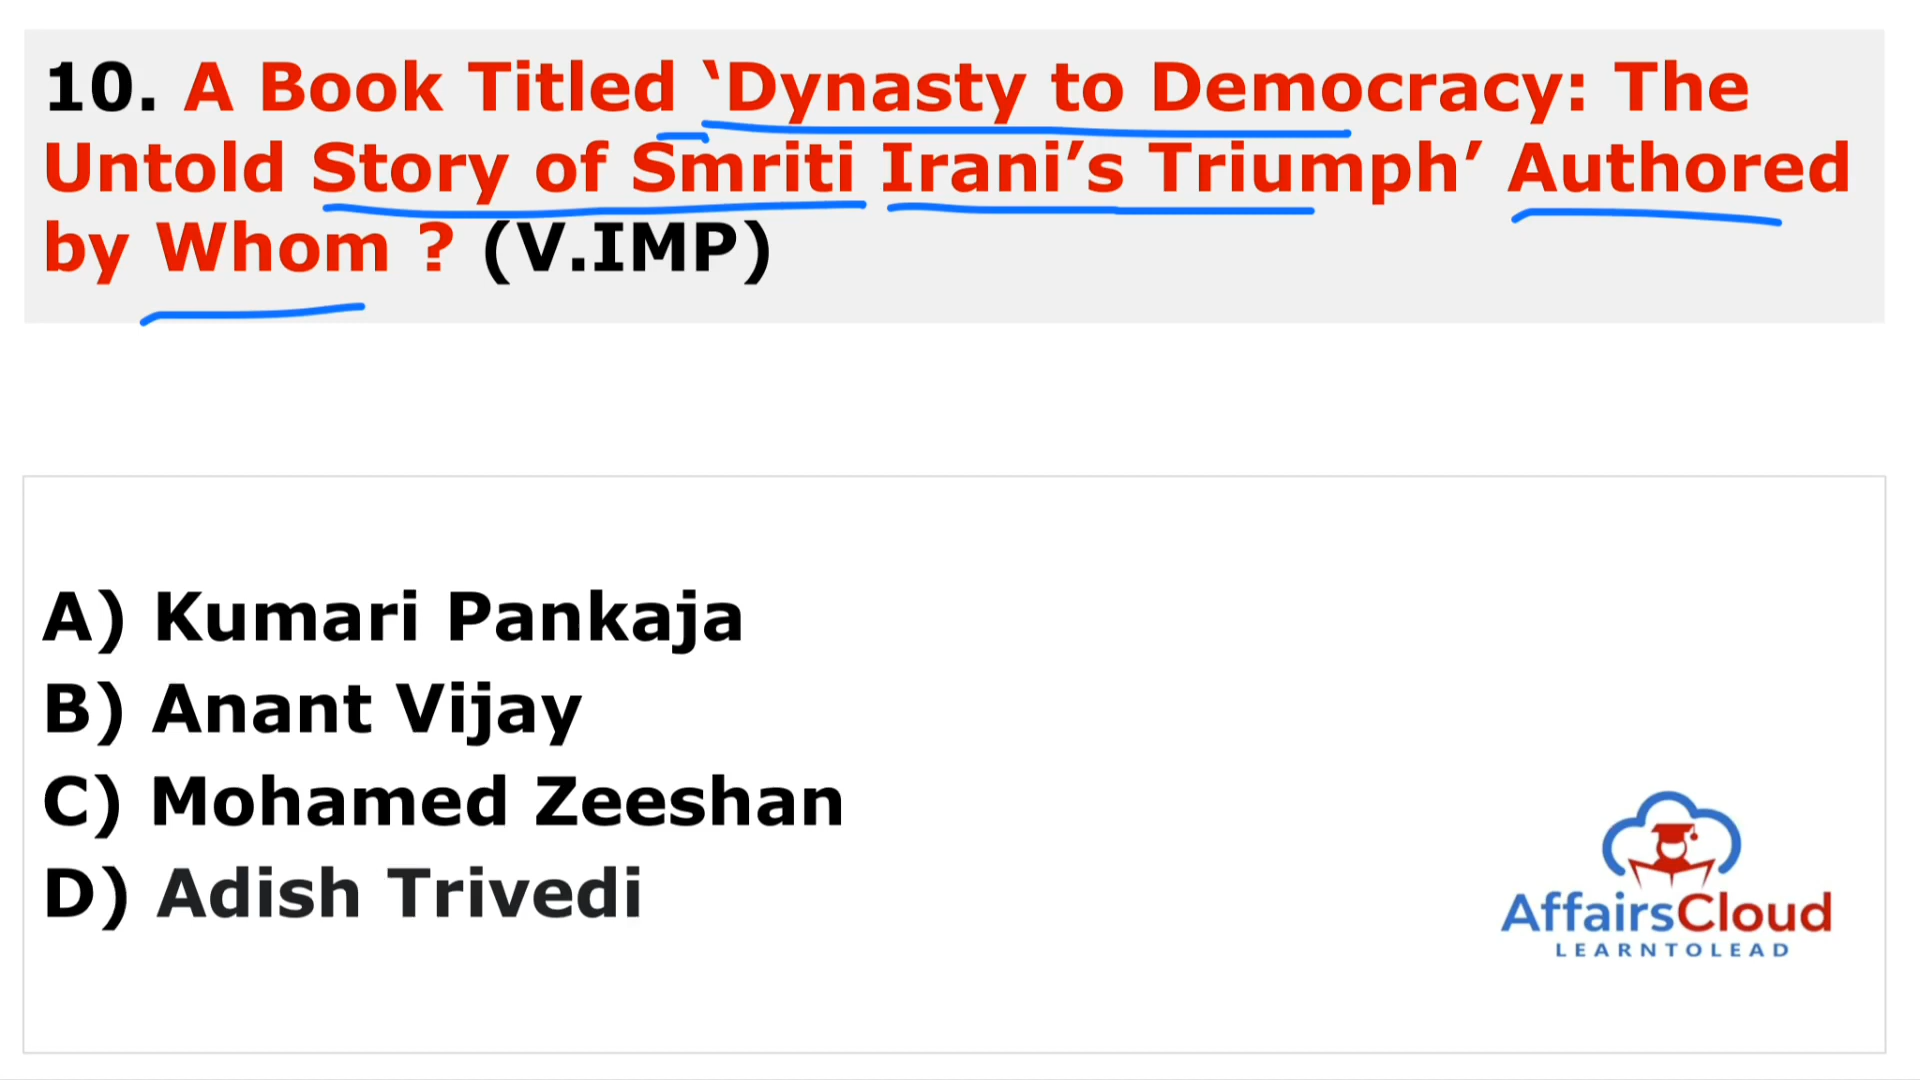 10. A Book Titled ‘Dynasty to Democracy: The
Untold Story of Smriti Irani’s Triumph’ Authored
by Whom ? (V.IMP)
A) Kumari Pankaja
B) Anant Vijay
C) Mohamed Zeeshan
D) Adish Trivedi
AffairsCloud
LEARNTOLEAD